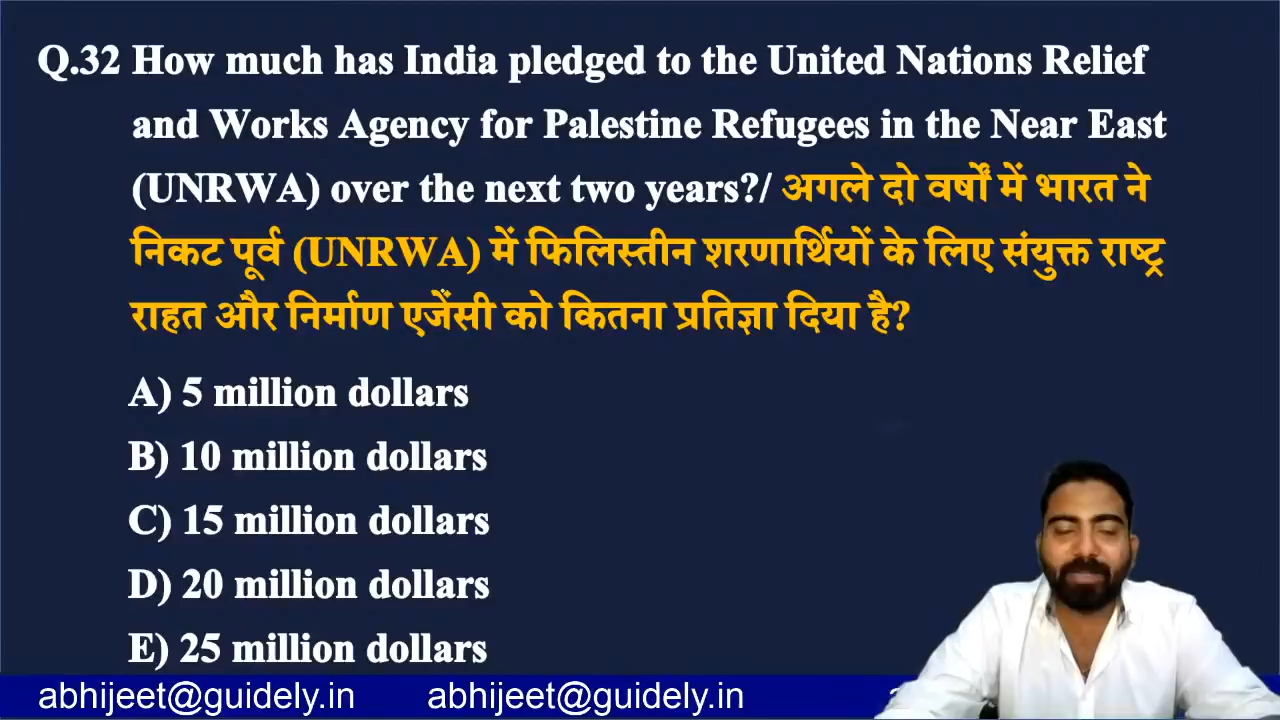 Q.32 How much has India pledged to the United Nations Relief
and Works Agency for Palestine Refugees in the Near East
(UNRWA) over the next two years?/ अगले दो वर्षों में भारत ने
निकट पूर्व (UNRWA) में फिलिस्तीन शरणार्थियों के लिए संयुक्त राष्ट्र
राहत और निर्माण एजेंसी को कितना प्रतिज्ञा दिया है?
A) 5 million dollars
B) 10 million dollars
C) 15 million dollars
D) 20 million dollars
E) 25 million dollars
abhijeet@guidely.in abhijeet@guidely.in